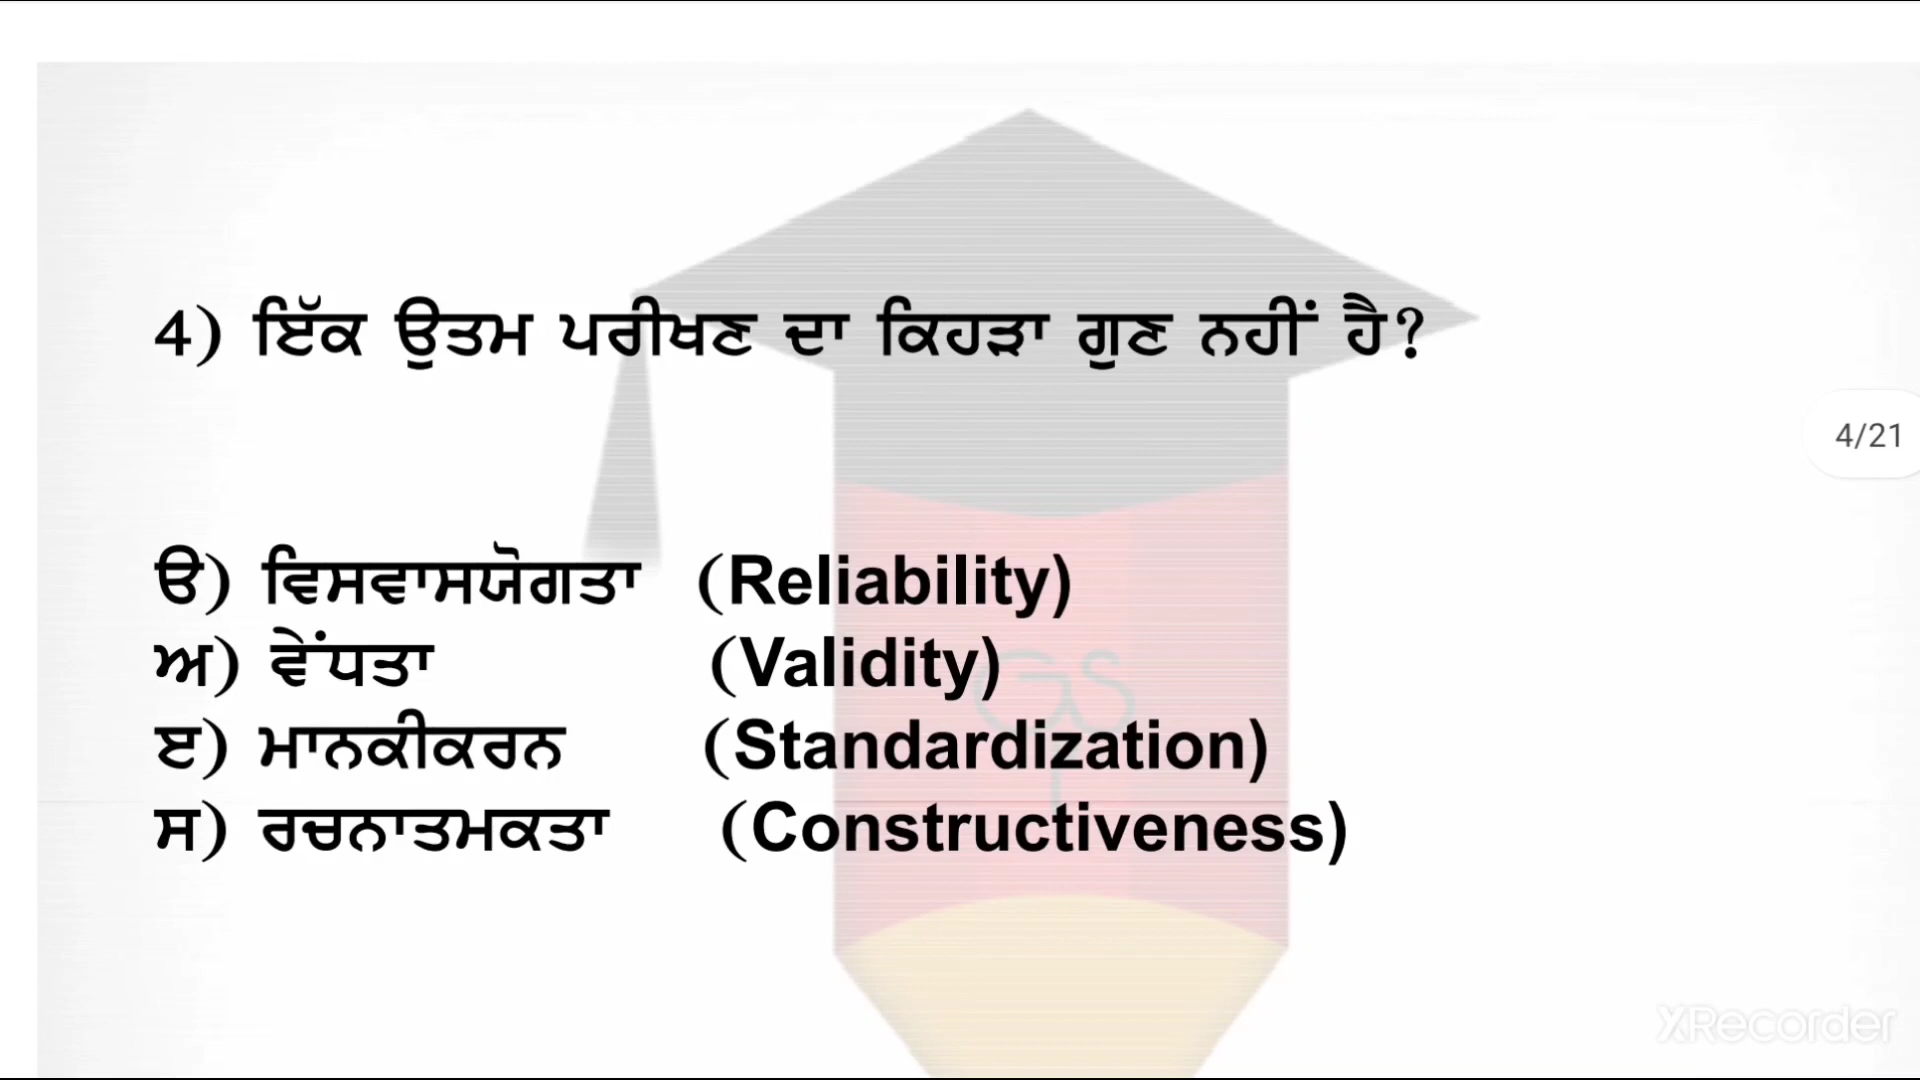 4) ਇੱਕ ਉਤਮ ਪਰੀਖਣ ਦਾ ਕਿਹੜਾ ਗੁਣ ਨਹੀਂ ਹੈ?
4/21
ੳ) ਵਿਸਵਾਸਯੋਗਤਾ (Reliability)
ਅ) ਵੇਂਧਤਾ (Validity)
ੲ) ਮਾਨਕੀਕਰਨ (Standardization)
ਸ) ਰਚਨਾਤਮਕਤਾ (Constructiveness)
XRecorder